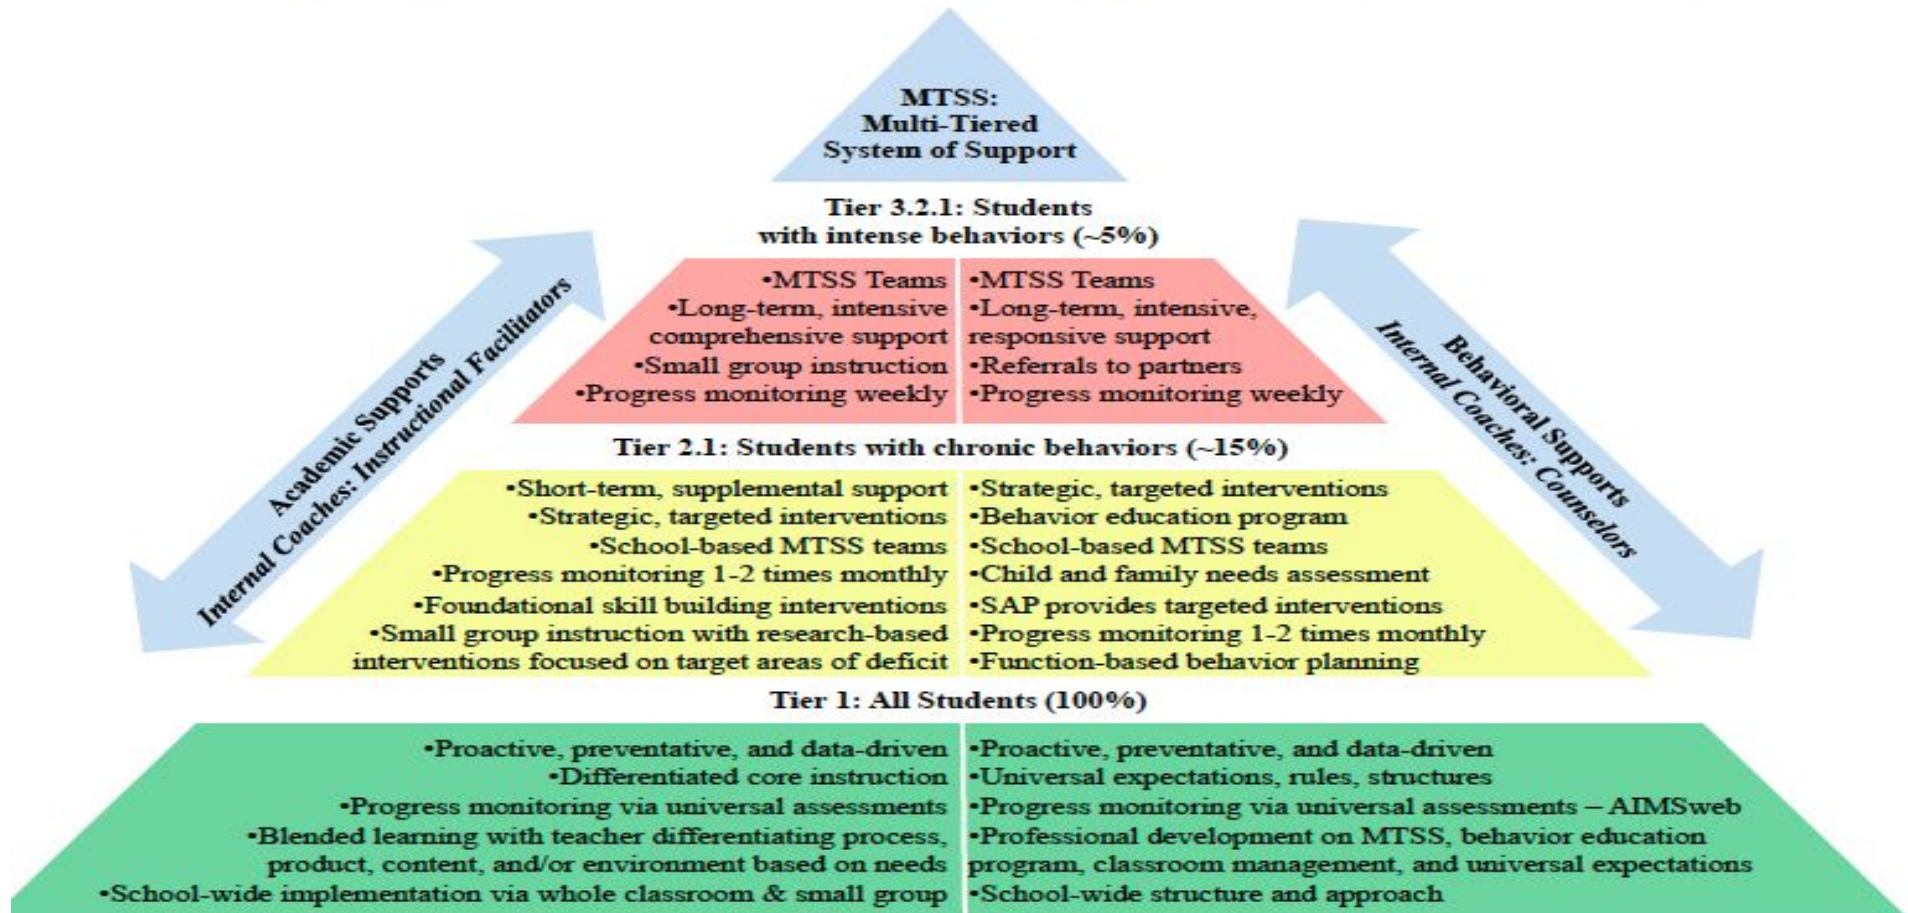 MTSS:
Multi-Tiered
System of Support
Tier 3.2.1: Students
with intense behaviors (~5%)
•MTSS Teams
•Long-term, intensive
comprehensive support
•Small group instruction
•Progress monitoring weekly
•MTSS Teams
•Long-term, intensive,
responsive support
•Referrals to partners
•Progress monitoring weekly
Academic Supports
Internal Coaches: Instructional Facilitators
Behavioral Supports
Internal Coaches: Counselors
Tier 2.1: Students with chronic behaviors (~15%)
•Short-term, supplemental support
•Strategic, targeted interventions
•School-based MTSS teams
•Progress monitoring 1-2 times monthly
•Foundational skill building interventions
•Small group instruction with research-based
interventions focused on target areas of deficit
•Strategic, targeted interventions
•Behavior education program
•School-based MTSS teams
•Child and family needs assessment
•SAP provides targeted interventions
•Progress monitoring 1-2 times monthly
•Function-based behavior planning
Tier 1: All Students (100%)
•Proactive, preventative, and data-driven
•Differentiated core instruction
•Progress monitoring via universal assessments
•Blended learning with teacher differentiating process,
product, content, and/or environment based on needs
•School-wide implementation via whole classroom & small group
•Proactive, preventative, and data-driven
•Universal expectations, rules, structures
•Progress monitoring via universal assessments – AIMSweb
•Professional development on MTSS, behavior education
program, classroom management, and universal expectations
•School-wide structure and approach